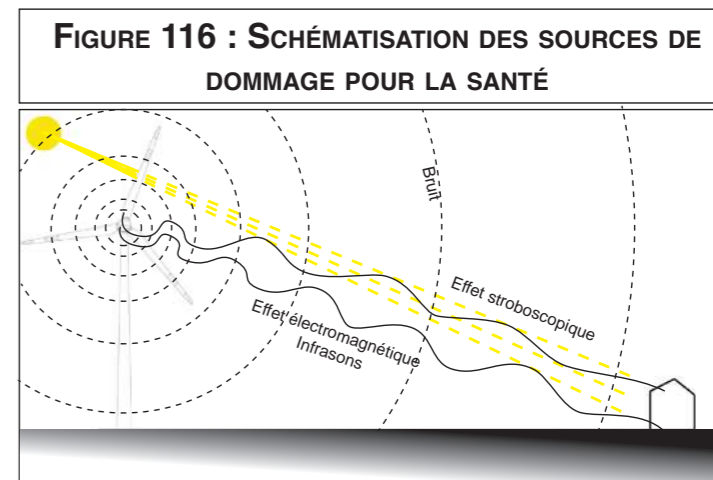 FIGURE 116 : SCHÉMATISATION DES SOURCES DE
DOMMAGE POUR LA SANTÉ
Bruit
Effet stroboscopique
Effet électromagnétique
Infrasons